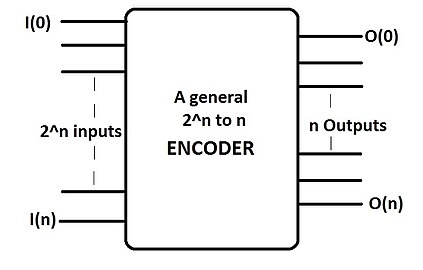 I(0)
O(0)
A general
2^n to n
ENCODER
2^n inputs
n Outputs
I(n)
O(n)